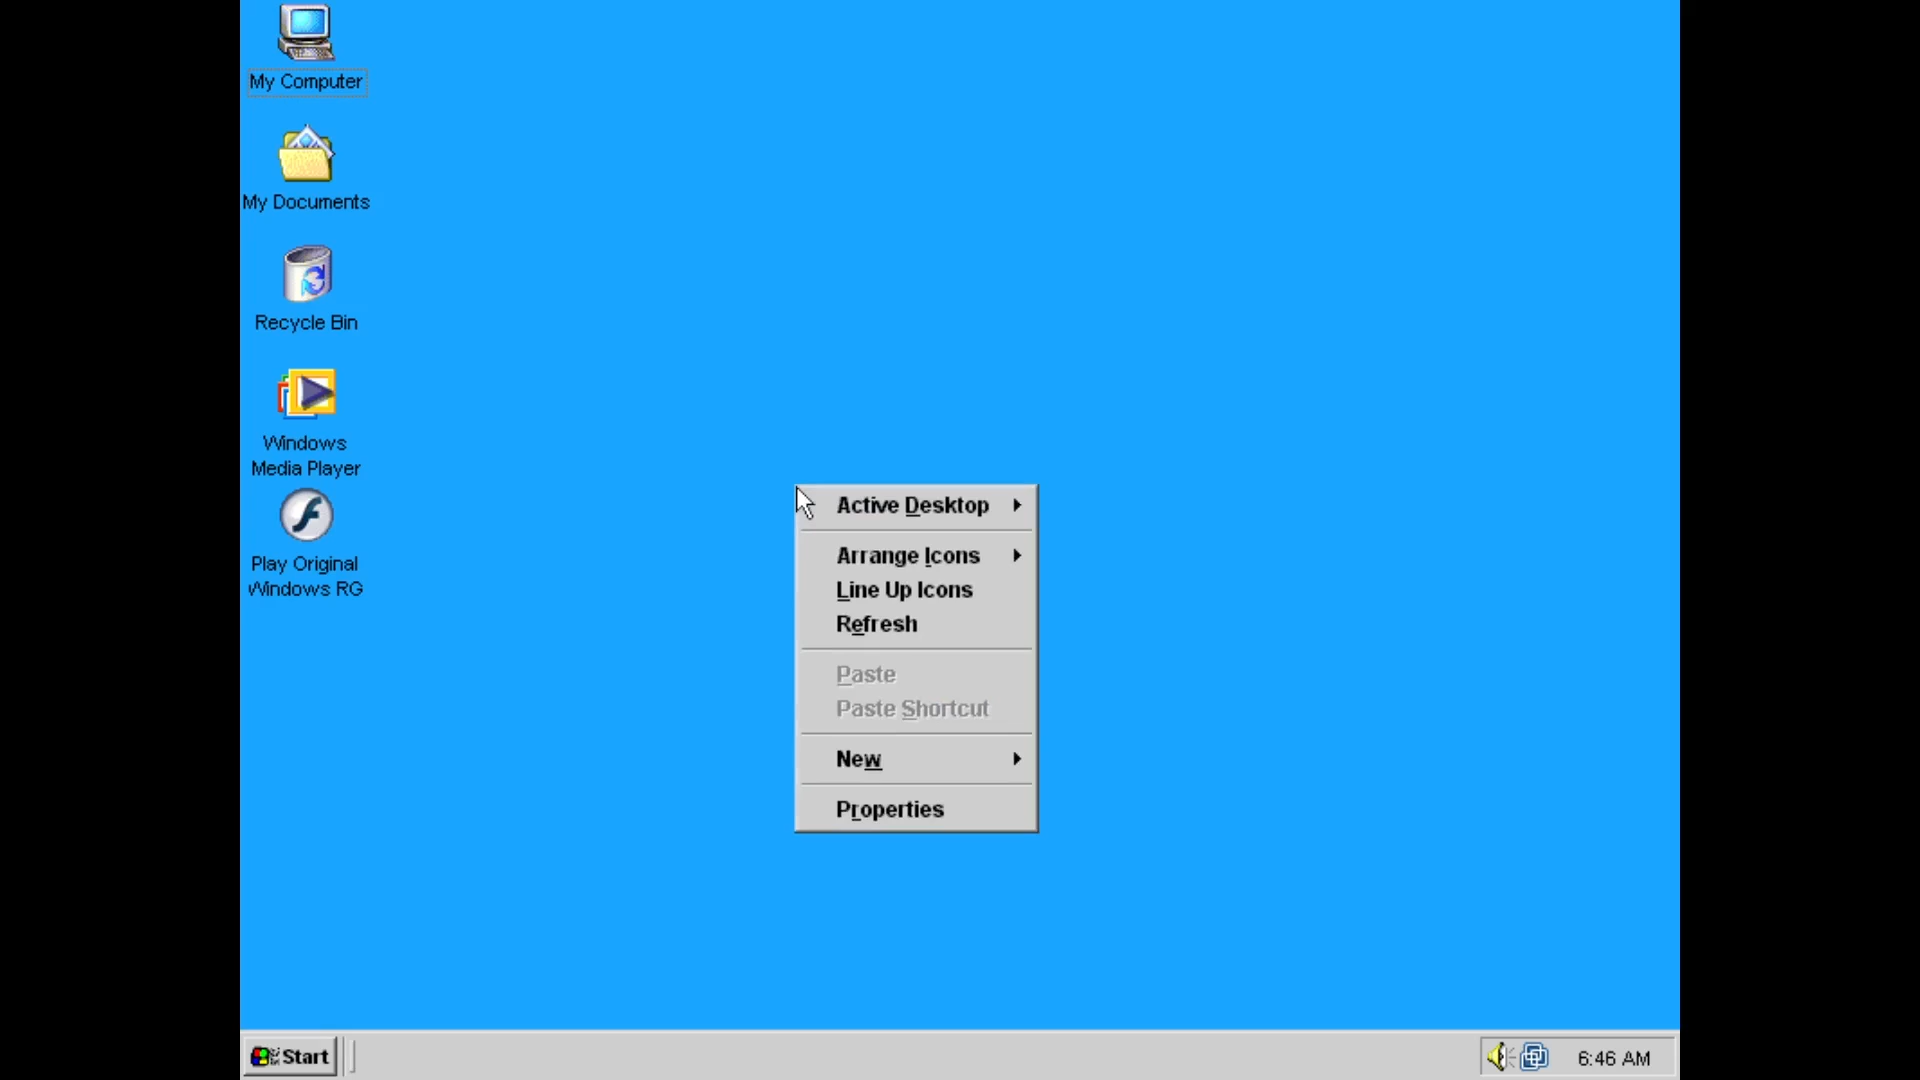 My Computer
My Documents
Recycle Bin
Windows
Media Player
Play Original
Windows RG
Active Desktop
Arrange Icons
Line Up Icons
Refresh
Paste
Paste Shortcut
New
Properties
Start
6:46 AM